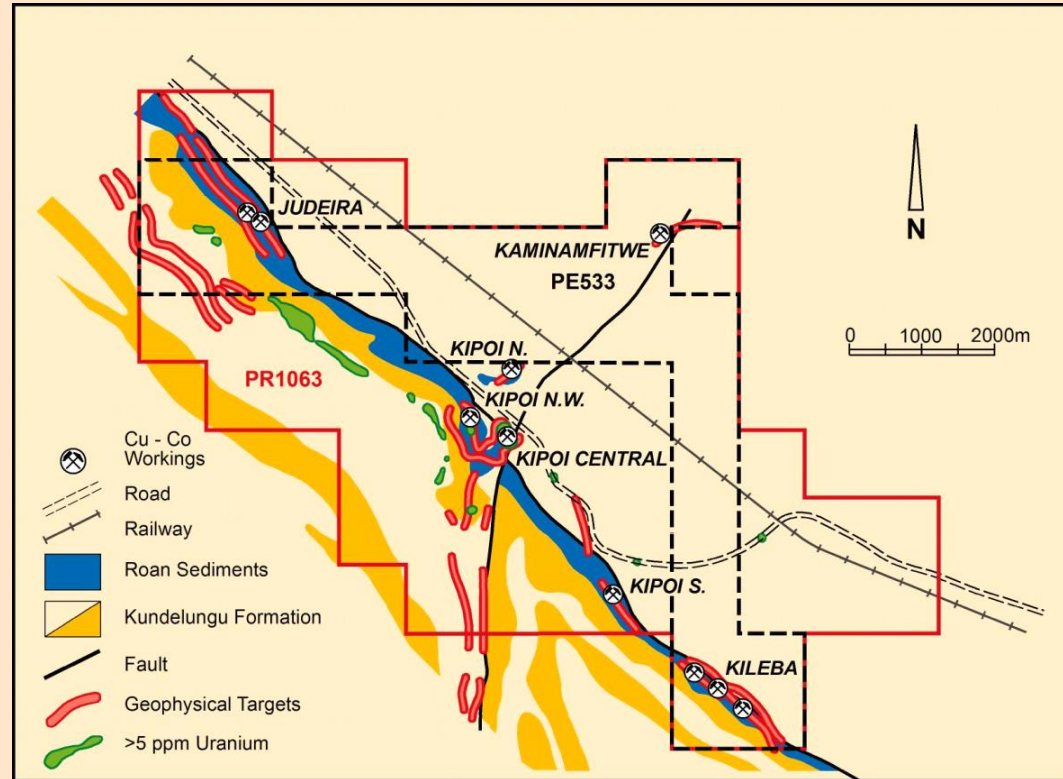 JUDEIRA
KAMINAMFITWE
PE533
N
0 1000 2000m
KIPOI N.
PR1063
KIPOI N.W.
KIPOI CENTRAL
KIPOI S.
KILEBA
Cu - Co
Workings
Road
Railway
Roan Sediments
Kundelungu Formation
Fault
Geophysical Targets
>5 ppm Uranium